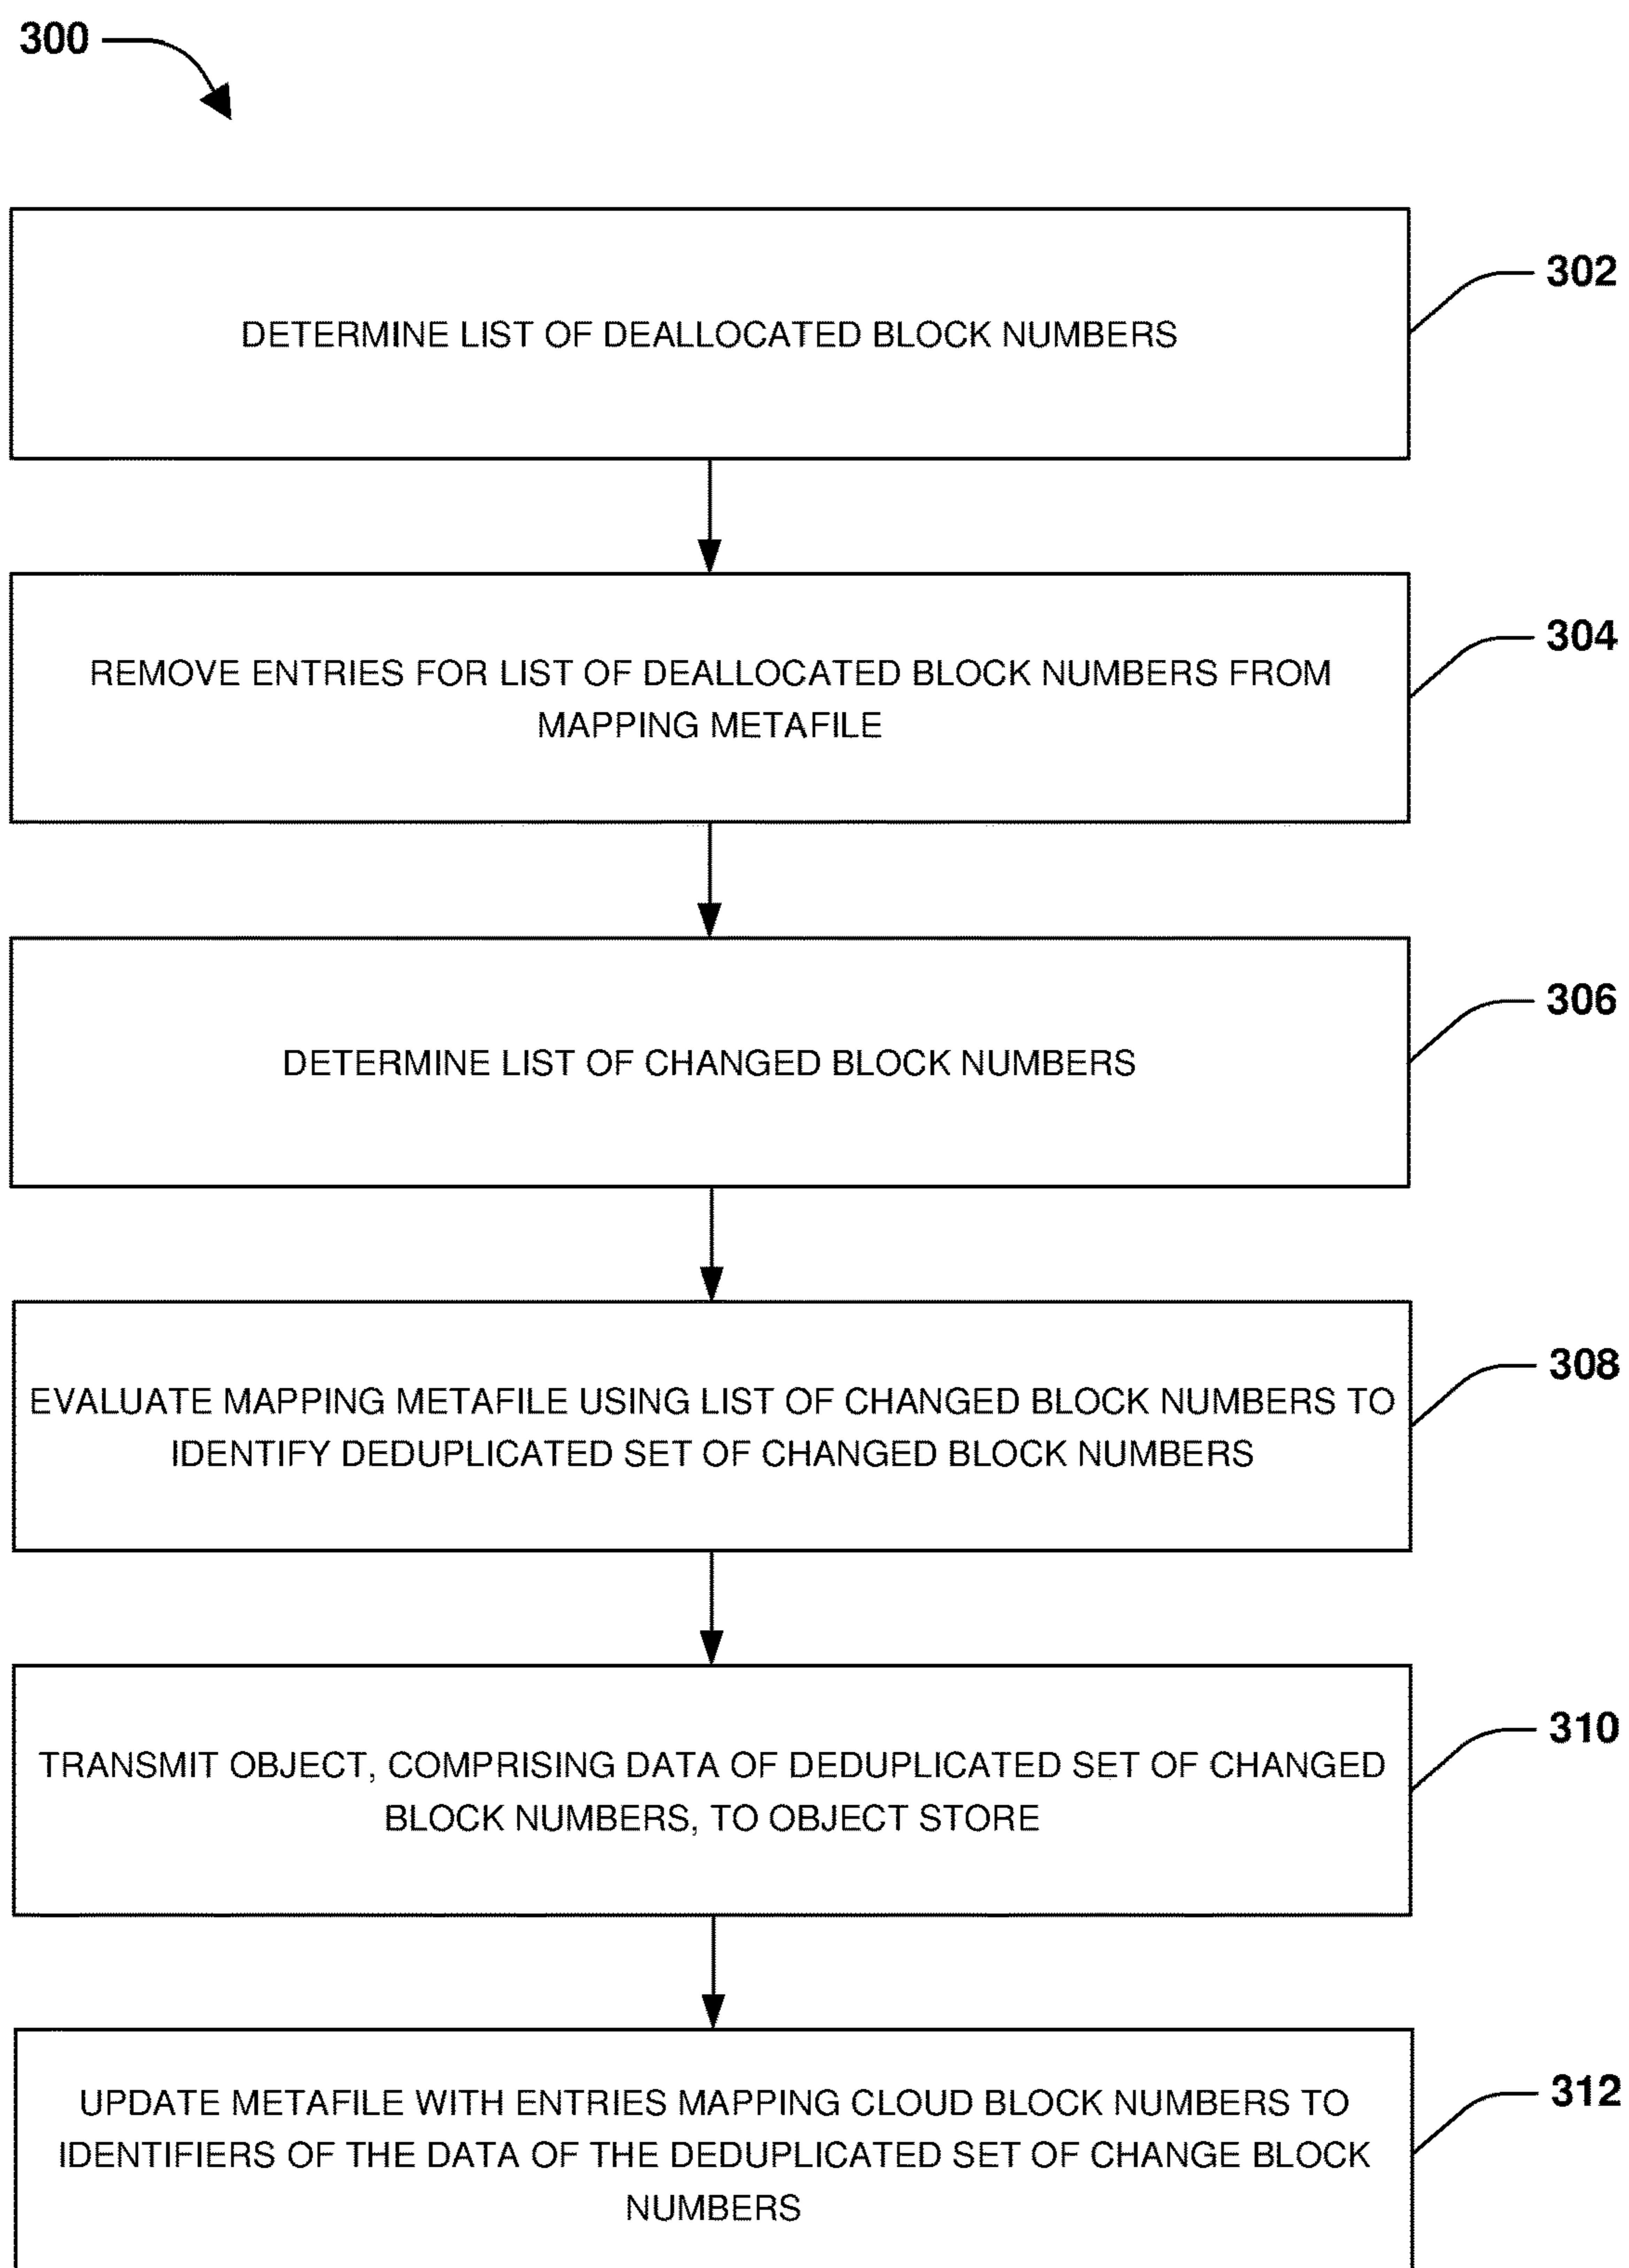 300
302
DETERMINE LIST OF DEALLOCATED BLOCK NUMBERS
304
REMOVE ENTRIES FOR LIST OF DEALLOCATED BLOCK NUMBERS FROM
MAPPING METAFILE
306
DETERMINE LIST OF CHANGED BLOCK NUMBERS
308
EVALUATE MAPPING METAFILE USING LIST OF CHANGED BLOCK NUMBERS TO
IDENTIFY DEDUPLICATED SET OF CHANGED BLOCK NUMBERS
310
TRANSMIT OBJECT, COMPRISING DATA OF DEDUPLICATED SET OF CHANGED
BLOCK NUMBERS, TO OBJECT STORE
312
UPDATE METAFILE WITH ENTRIES MAPPING CLOUD BLOCK NUMBERS TO
IDENTIFIERS OF THE DATA OF THE DEDUPLICATED SET OF CHANGE BLOCK
NUMBERS